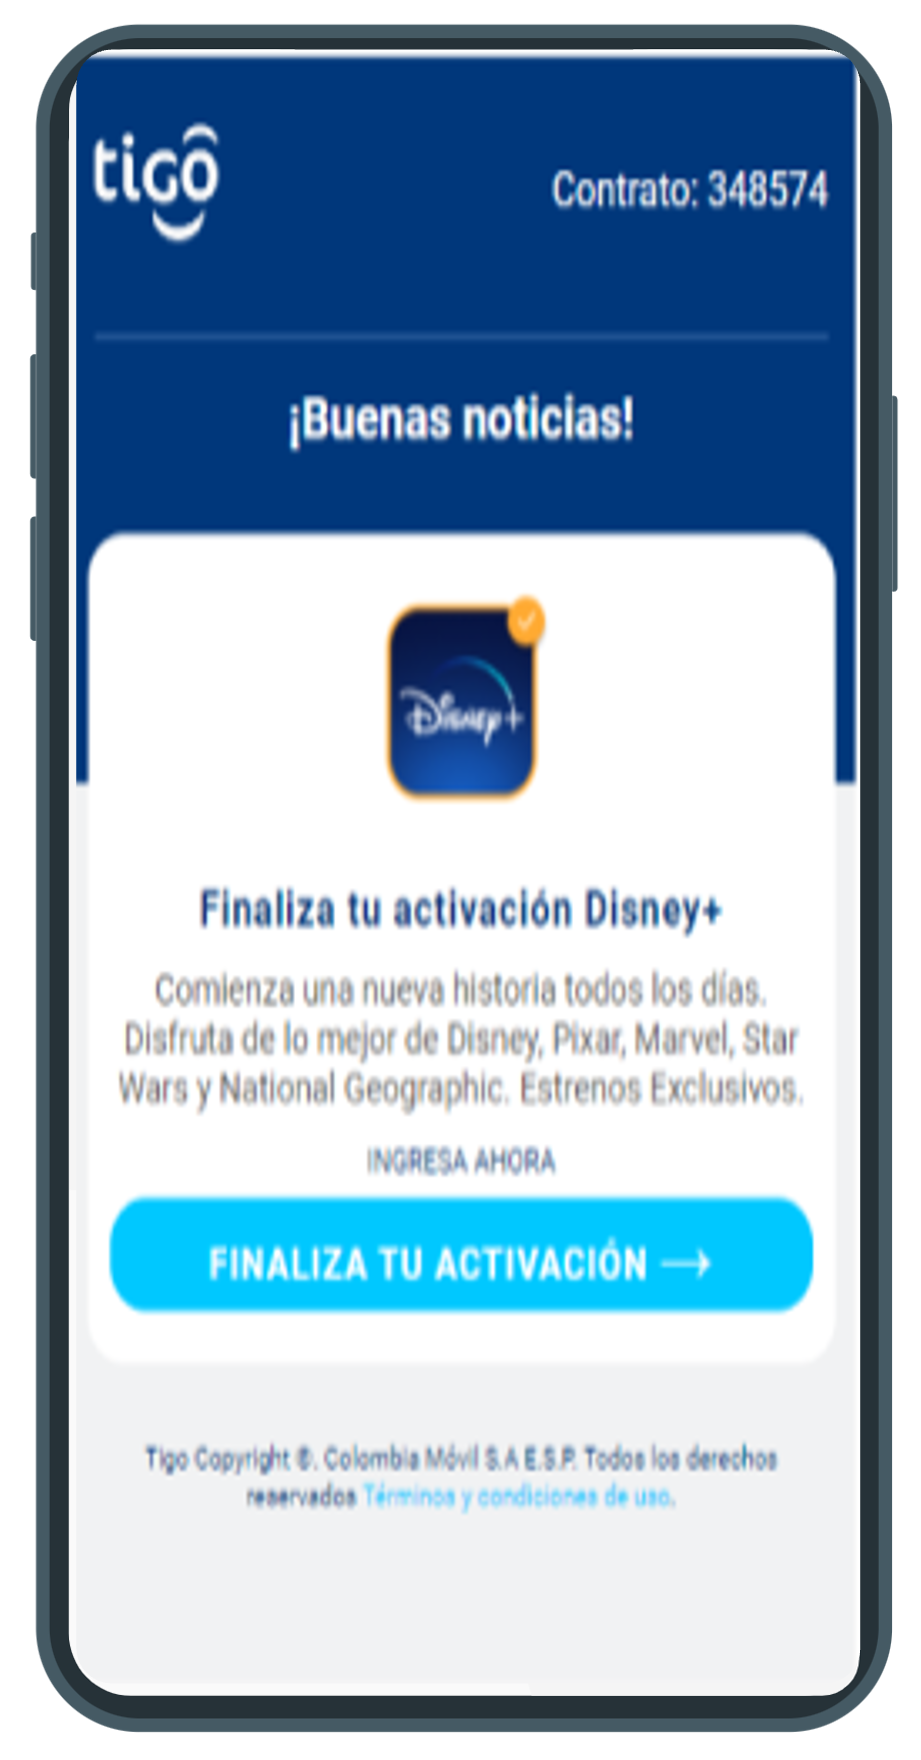 tigo
Contrato: 348574
¡Buenas noticias!
Disney+
Finaliza tu activación Disney+
Comienza una nueva historia todos los días.
Disfruta de lo mejor de Disney, Pixar, Marvel, Star
Wars y National Geographic. Estrenos Exclusivos.
INGRESA AHORA
FINALIZA TU ACTIVACIÓN →
Tigo Copyright ©. Colombia Móvil S.A E.S.P. Todos los derechos
reservados Términos y condiciones de uso.